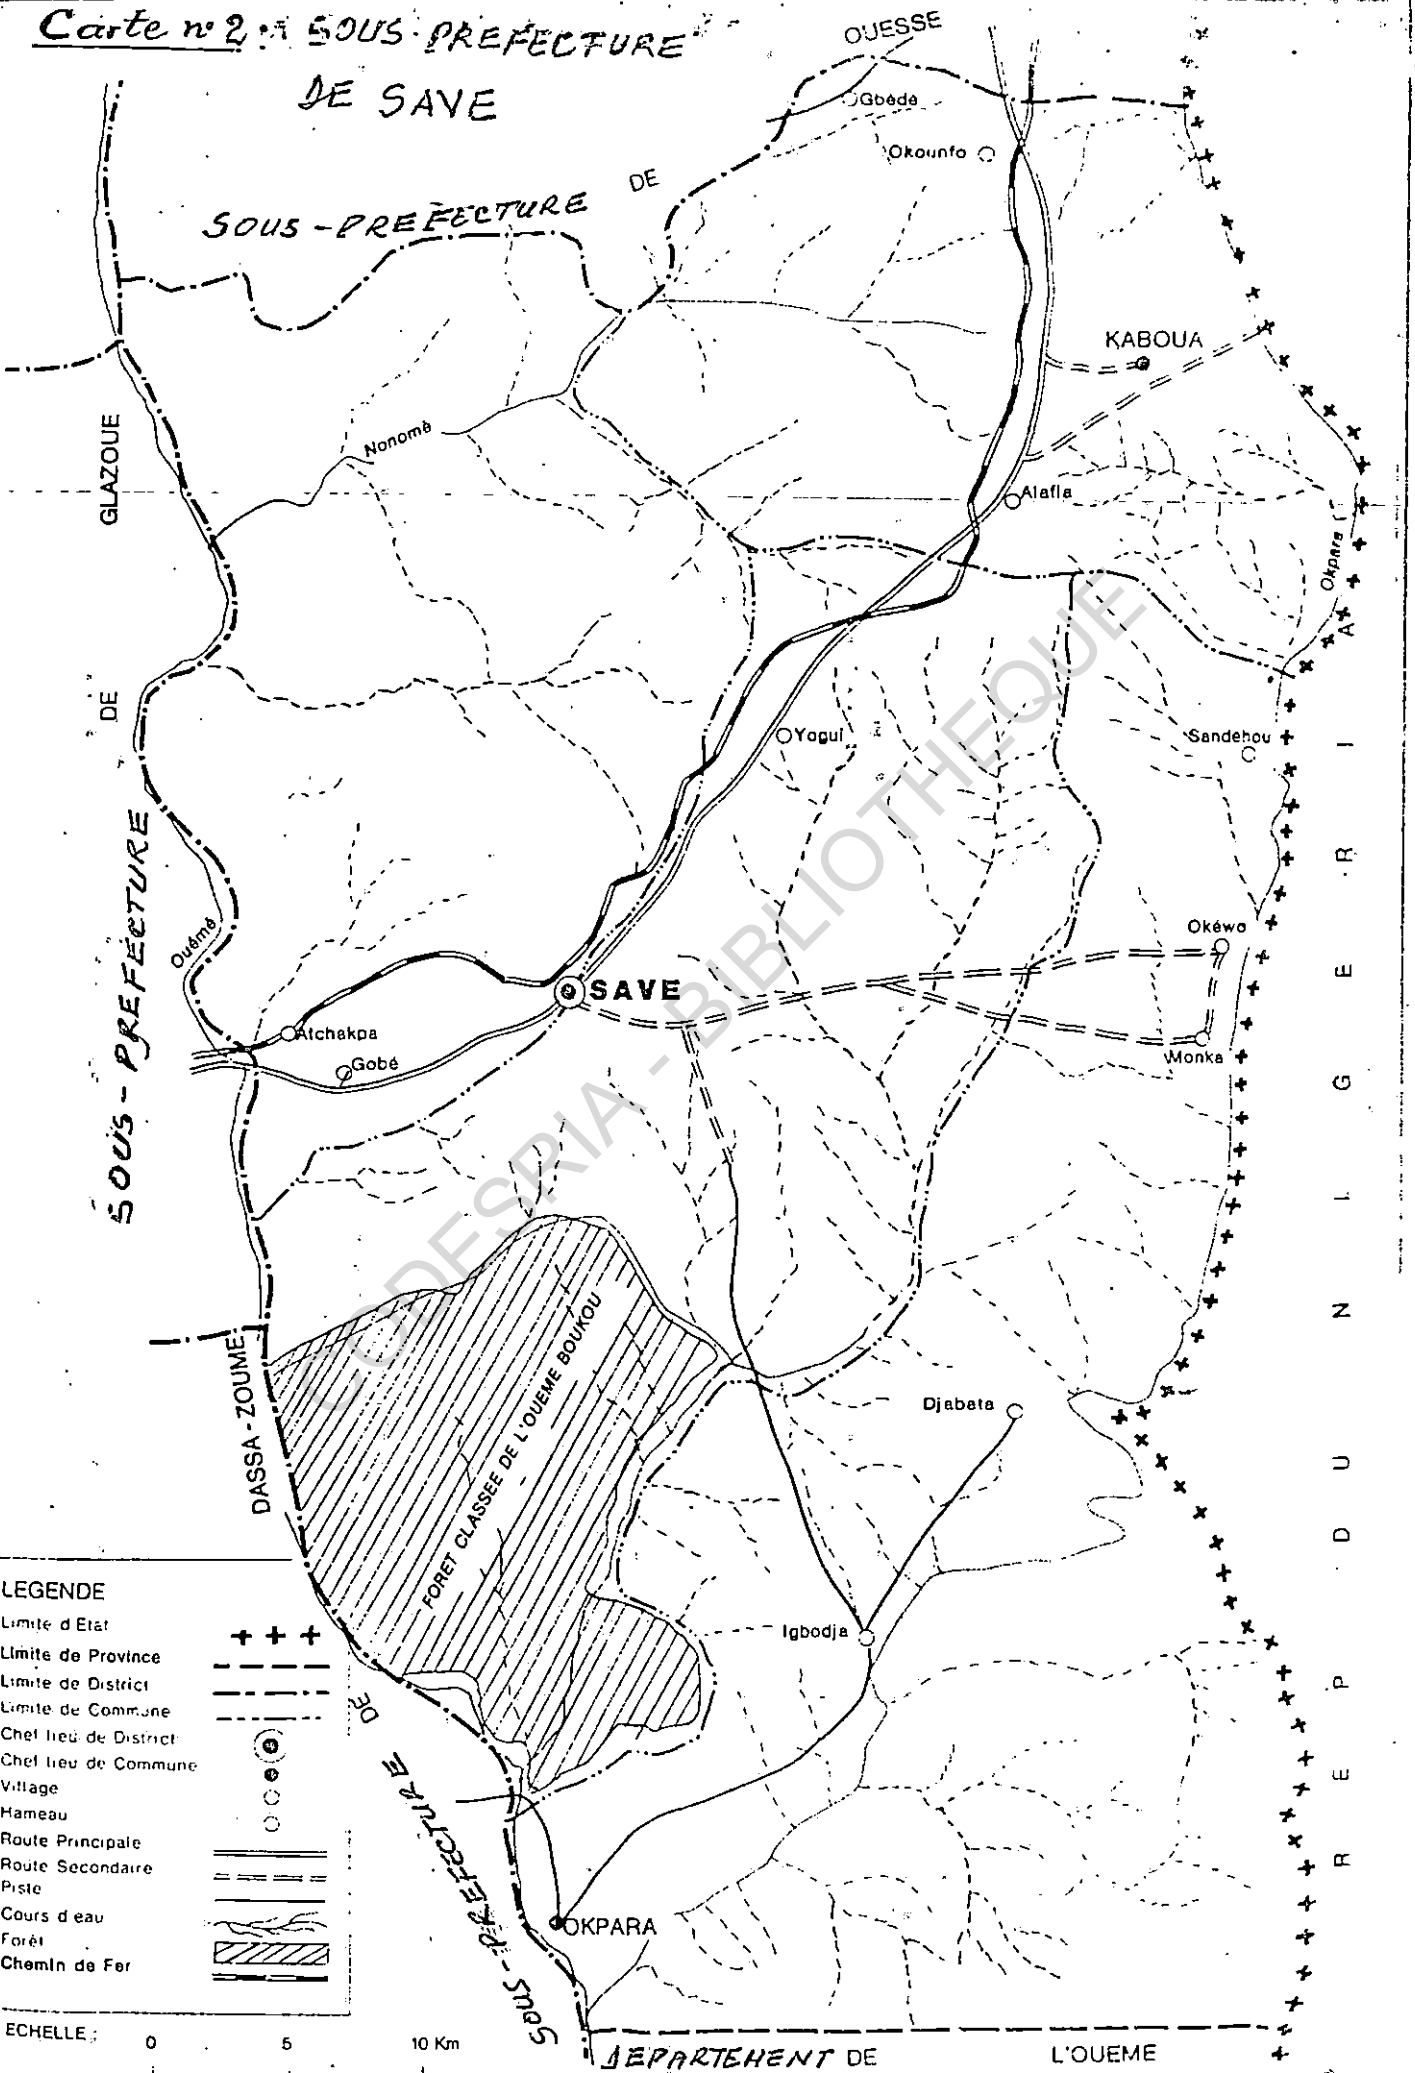 Carte n° 2 : SOUS-PREFECTURE
DE SAVE
OUESSE
Gbede
Okounfo
DE
SOUS-PREFECTURE
KABOUA
GLAZOUE
Nonomè
Alafia
Okpara
DE
Yogui
Sandehou
SOUS-PREFECTURE
Ouémé
Okéwo
SAVE
Atchakpa
Gobé
Monka
NIGERIA
DU
REP
CODESRIA - BIBLIOTHEQUE
DASSA-ZOUME
FORET CLASSEE DE L'OUEME BOUKOU
Djabata
Igbodja
DE
SOUS-PREFECTURE
OKPARA
LEGENDE
Limite d'Etat
Limite de Province
Limite de District
Limite de Commune
Chef lieu de District
Chef lieu de Commune
Village
Hameau
Route Principale
Route Secondaire
Piste
Cours d'eau
Forêt
Chemin de Fer
ECHELLE : 0 5 10 Km
DEPARTEMENT DE L'OUEME